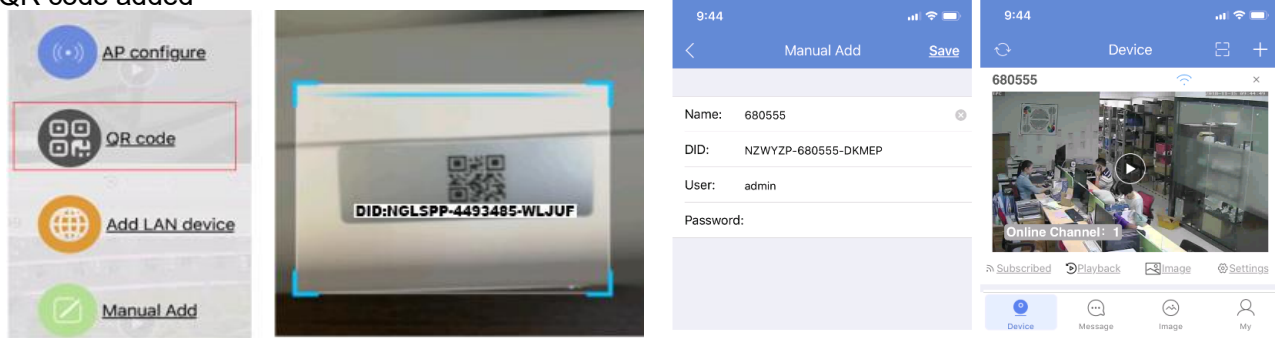 QR code added
AP configure
QR code
Add LAN device
Manual Add
DID:NGLSPP-4493485-WLJUF
9:44
Manual Add
Save
Name: 680555
DID: NZWYZP-680555-DKMEP
User: admin
Password:
9:44
Device
680555
Online Channel: 1
Subscribed
Playback
Image
Settings
Device
Message
Image
My